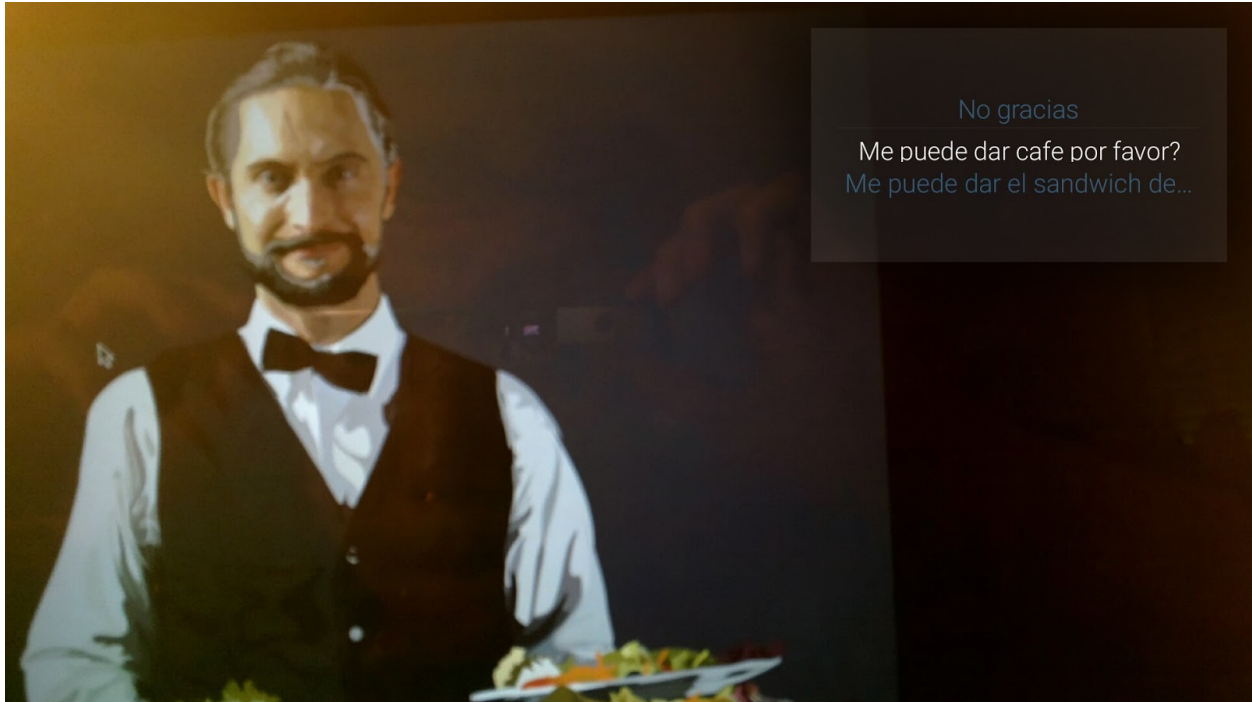 No gracias
Me puede dar cafe por favor?
Me puede dar el sandwich de...